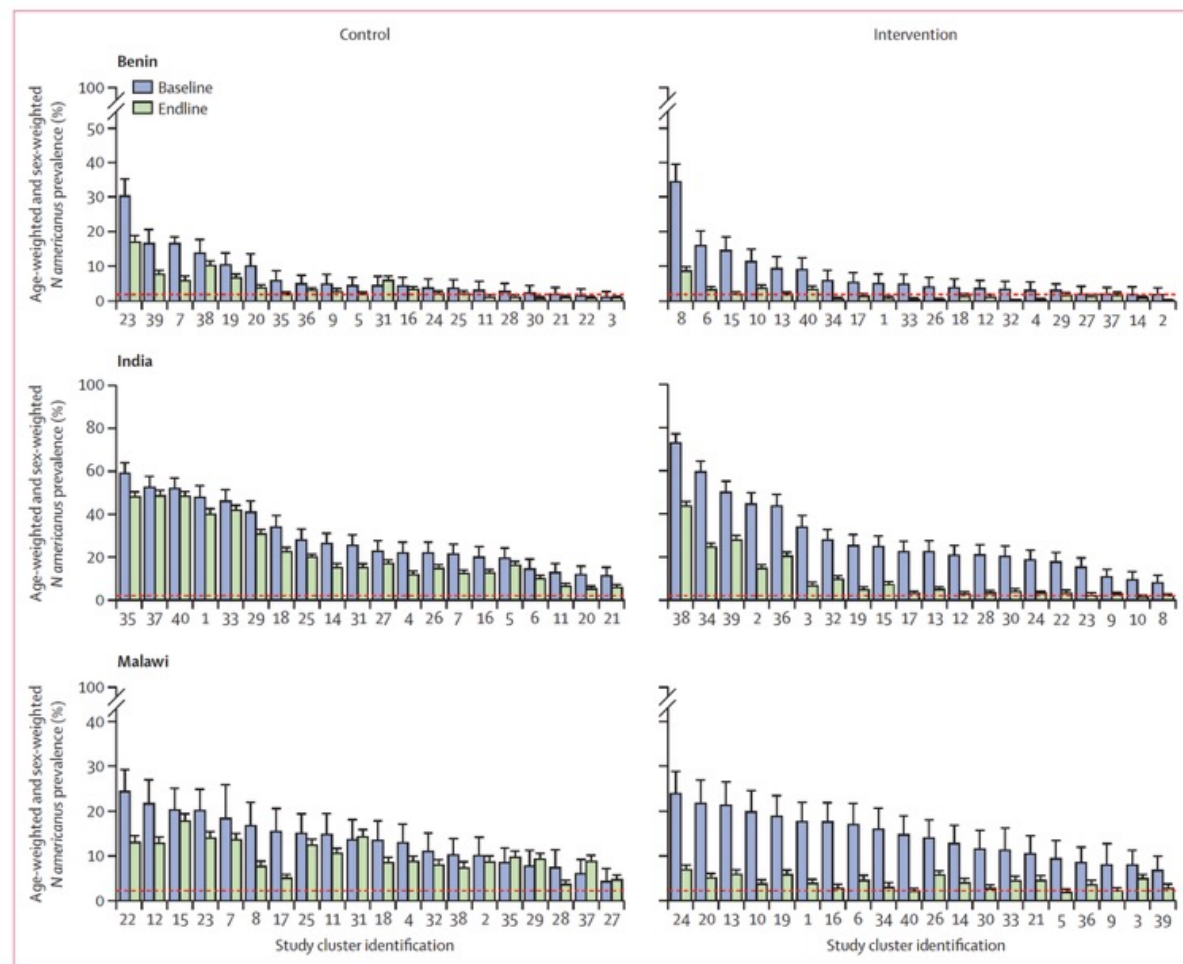 Control
Intervention
Benin
Baseline
Endline
Age-weighted and sex-weighted
N americanus prevalence (%)
100
50
40
30
20
10
0
23 39 7 38 19 20 35 36 9 5 31 16 24 25 11 28 30 21 22 3
8 6 15 10 13 40 34 17 1 33 26 18 12 32 4 29 27 37 14 2
India
Age-weighted and sex-weighted
N americanus prevalence (%)
100
80
60
40
20
0
35 37 40 1 33 29 18 25 14 31 27 4 26 7 16 5 6 11 20 21
38 34 39 2 36 3 32 19 15 17 13 12 28 30 24 22 23 9 10 8
Malawi
Age-weighted and sex-weighted
N americanus prevalence (%)
100
40
30
20
10
0
22 12 15 23 7 8 17 25 11 31 18 4 32 38 2 35 29 28 37 27
24 20 13 10 19 1 16 6 34 40 26 14 30 33 21 5 36 9 3 39
Study cluster identification
Study cluster identification